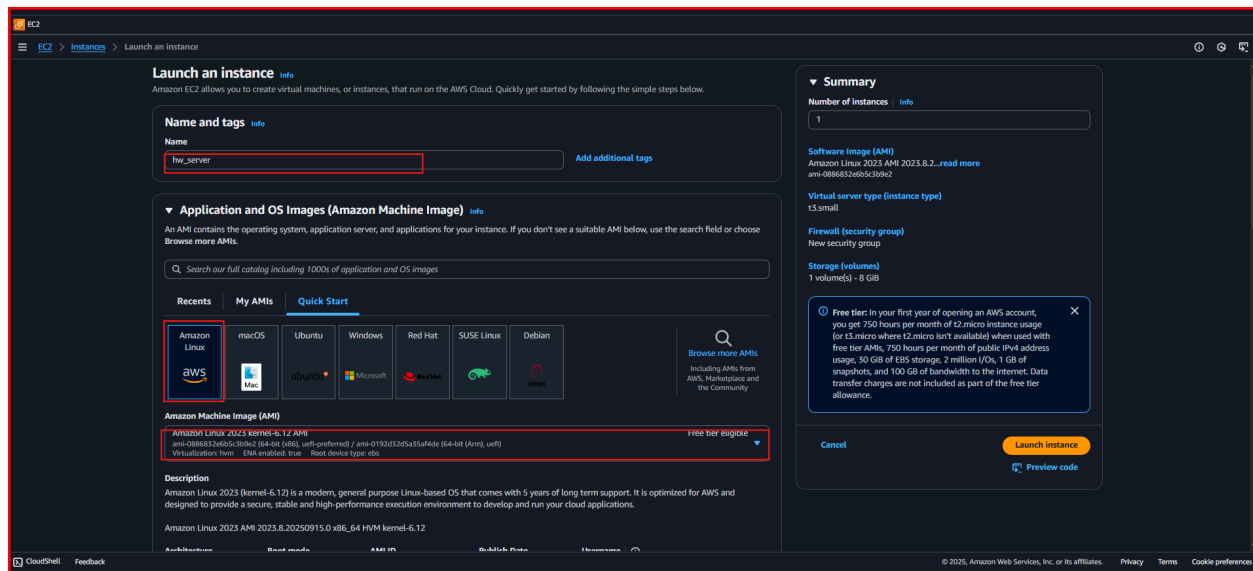 EC2
EC2 > Instances > Launch an instance
Launch an instance Info
Amazon EC2 allows you to create virtual machines, or instances, that run on the AWS Cloud. Quickly get started by following the simple steps below.
Name and tags Info
Name
hw_server
Add additional tags
Application and OS Images (Amazon Machine Image) Info
An AMI contains the operating system, application server, and applications for your instance. If you don't see a suitable AMI below, use the search field or choose
Browse more AMIs.
Search our full catalog including 1000s of application and OS images
Recents My AMIs Quick Start
Amazon Linux
aws
macOS
Mac
Ubuntu
ubuntu
Windows
Microsoft
Red Hat
Red Hat
SUSE Linux
Debian
debian
Browse more AMIs
Including AMIs from
AWS, Marketplace and
the Community
Amazon Machine Image (AMI)
Amazon Linux 2023 kernel-6.12 AMI
Free tier eligible
ami-0886832e6b5c3b9e2 (64-bit (x86), uefi-preferred) / ami-0192d32d5a35af4de (64-bit (Arm), uefi)
Virtualization: hvm ENA enabled: true Root device type: ebs
Description
Amazon Linux 2023 (kernel-6.12) is a modern, general purpose Linux-based OS that comes with 5 years of long term support. It is optimized for AWS and
designed to provide a secure, stable and high-performance execution environment to develop and run your cloud applications.
Amazon Linux 2023 AMI 2023.8.20250915.0 x86_64 HVM kernel-6.12
Architecture Boot mode AMI ID Publish Date Username
Summary
Number of instances Info
1
Software Image (AMI)
Amazon Linux 2023 AMI 2023.8.2...read more
ami-0886832e6b5c3b9e2
Virtual server type (instance type)
t3.small
Firewall (security group)
New security group
Storage (volumes)
1 volume(s) - 8 GiB
Free tier: In your first year of opening an AWS account,
you get 750 hours per month of t2.micro instance usage
(or t3.micro where t2.micro isn't available) when used with
free tier AMIs, 750 hours per month of public IPv4 address
usage, 30 GiB of EBS storage, 2 million I/Os, 1 GB of
snapshots, and 100 GB of bandwidth to the internet. Data
transfer charges are not included as part of the free tier
allowance.
Cancel
Launch instance
Preview code
CloudShell Feedback
© 2025, Amazon Web Services, Inc. or its affiliates. Privacy Terms Cookie preferences